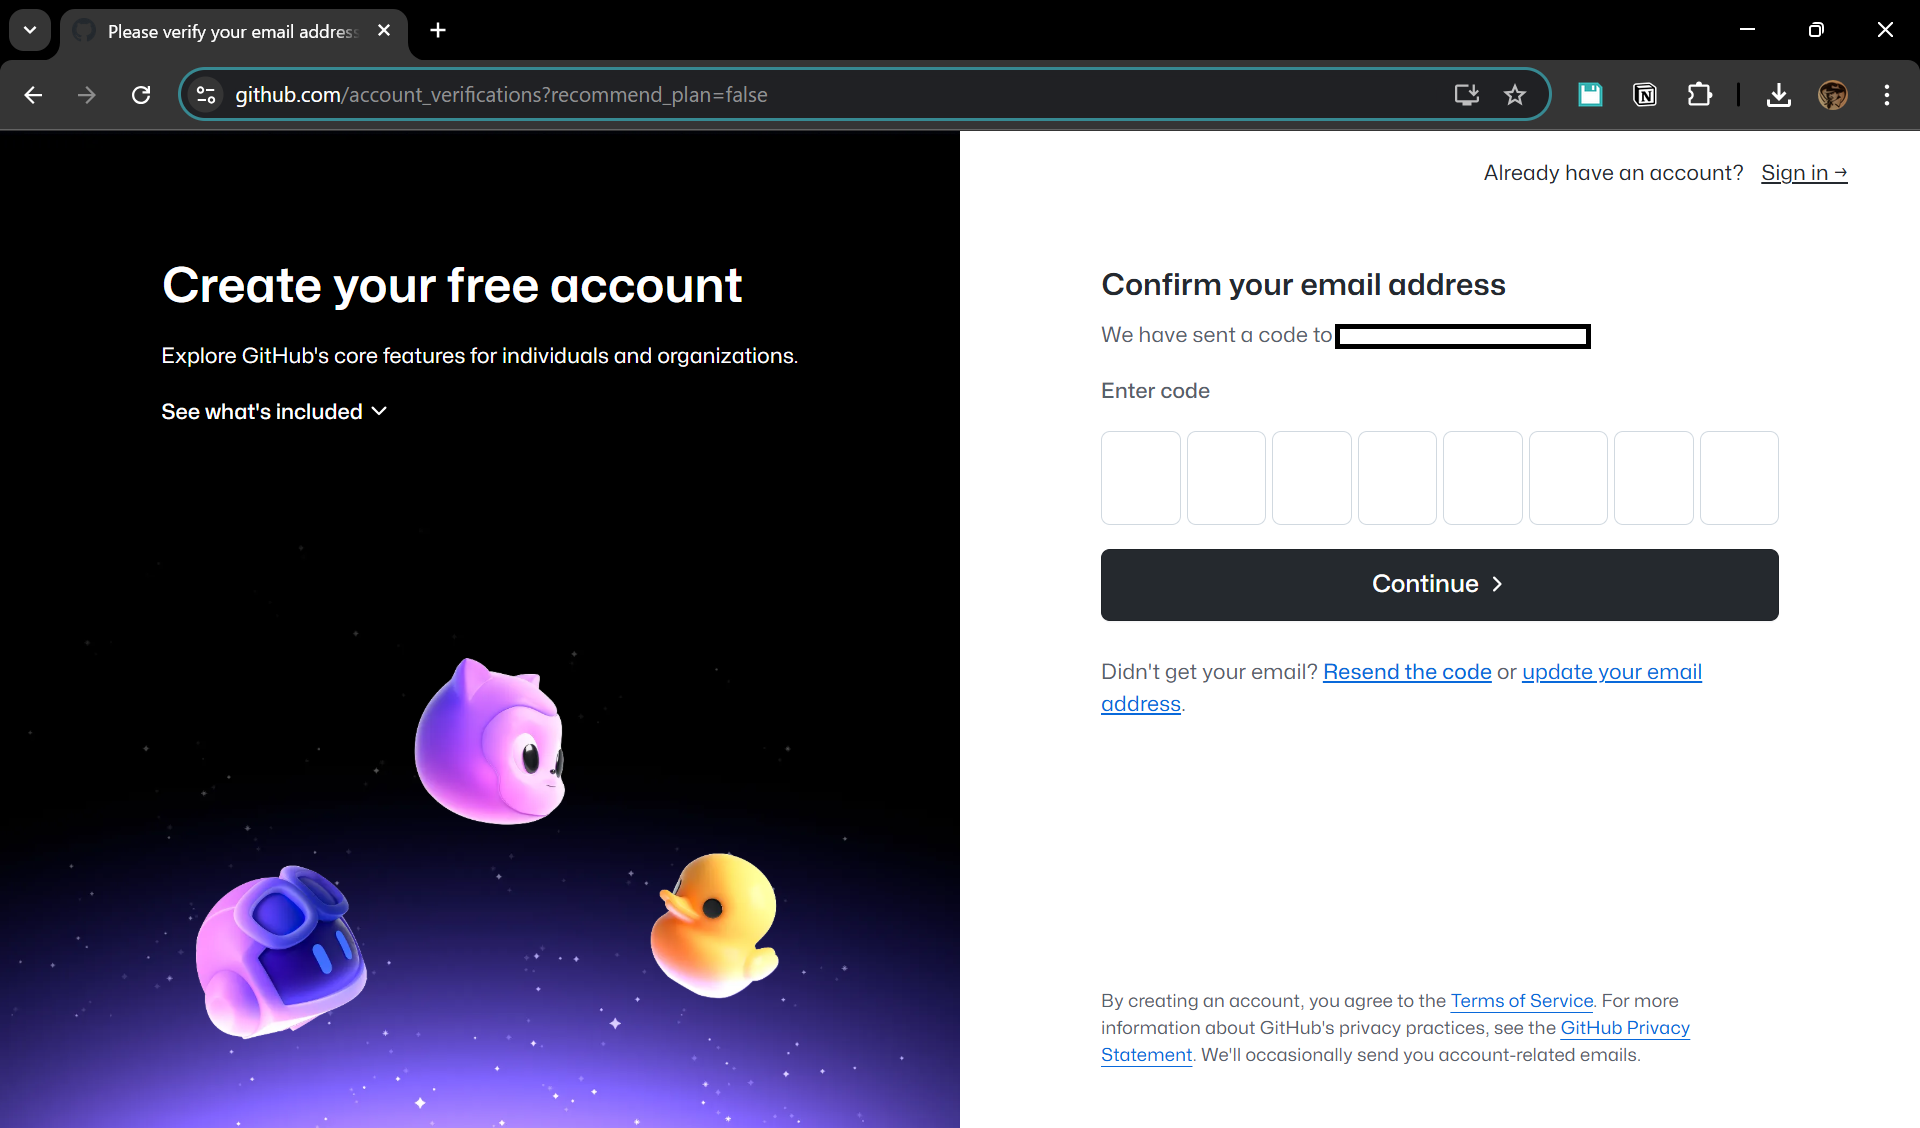 Please verify your email address
github.com/account_verifications?recommend_plan=false
Already have an account? Sign in →
Create your free account
Explore GitHub's core features for individuals and organizations.
See what's included
Confirm your email address
We have sent a code to
Enter code
Continue
Didn't get your email? Resend the code or update your email
address.
By creating an account, you agree to the Terms of Service. For more
information about GitHub's privacy practices, see the GitHub Privacy
Statement. We'll occasionally send you account-related emails.